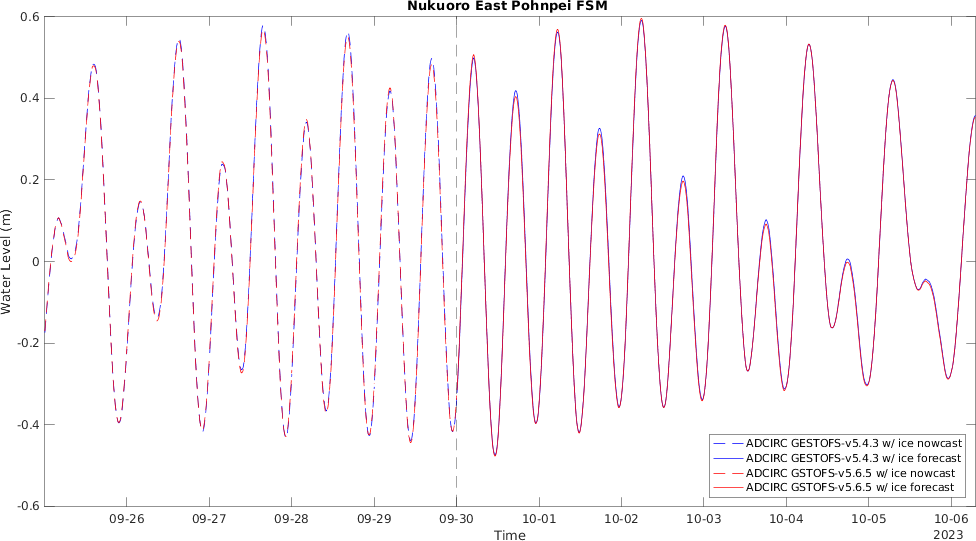 Nukuoro East Pohnpei FSM
0.6
0.4
0.2
0
-0.2
-0.4
-0.6
Water Level (m)
ADCIRC GESTOFS-v5.4.3 w/ ice nowcast
ADCIRC GESTOFS-v5.4.3 w/ ice forecast
ADCIRC GSTOFS-v5.6.5 w/ ice nowcast
ADCIRC GSTOFS-v5.6.5 w/ ice forecast
09-26 09-27 09-28 09-29 09-30 10-01 10-02 10-03 10-04 10-05 10-06
Time 2023